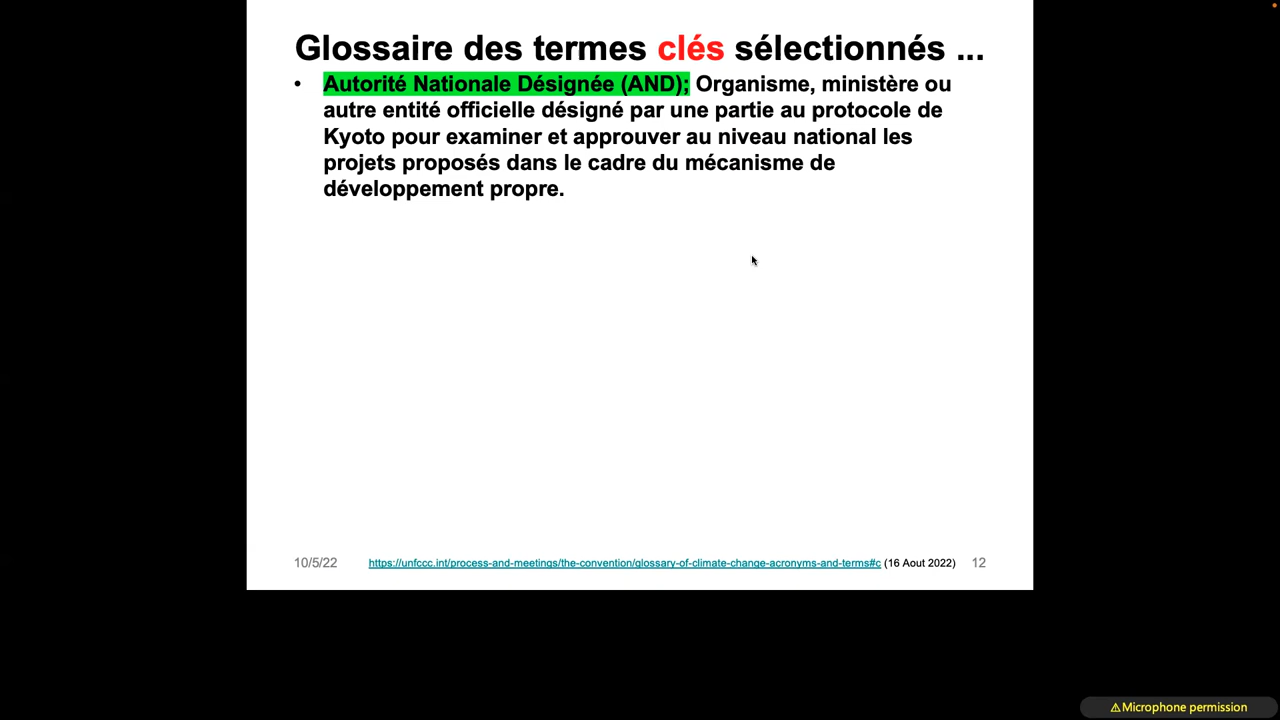 Glossaire des termes clés sélectionnés ...
• Autorité Nationale Désignée (AND); Organisme, ministère ou
autre entité officielle désigné par une partie au protocole de
Kyoto pour examiner et approuver au niveau national les
projets proposés dans le cadre du mécanisme de
développement propre.
10/5/22 https://unfccc.int/process-and-meetings/the-convention/glossary-of-climate-change-acronyms-and-terms#c (16 Aout 2022) 12
⚠Microphone permission